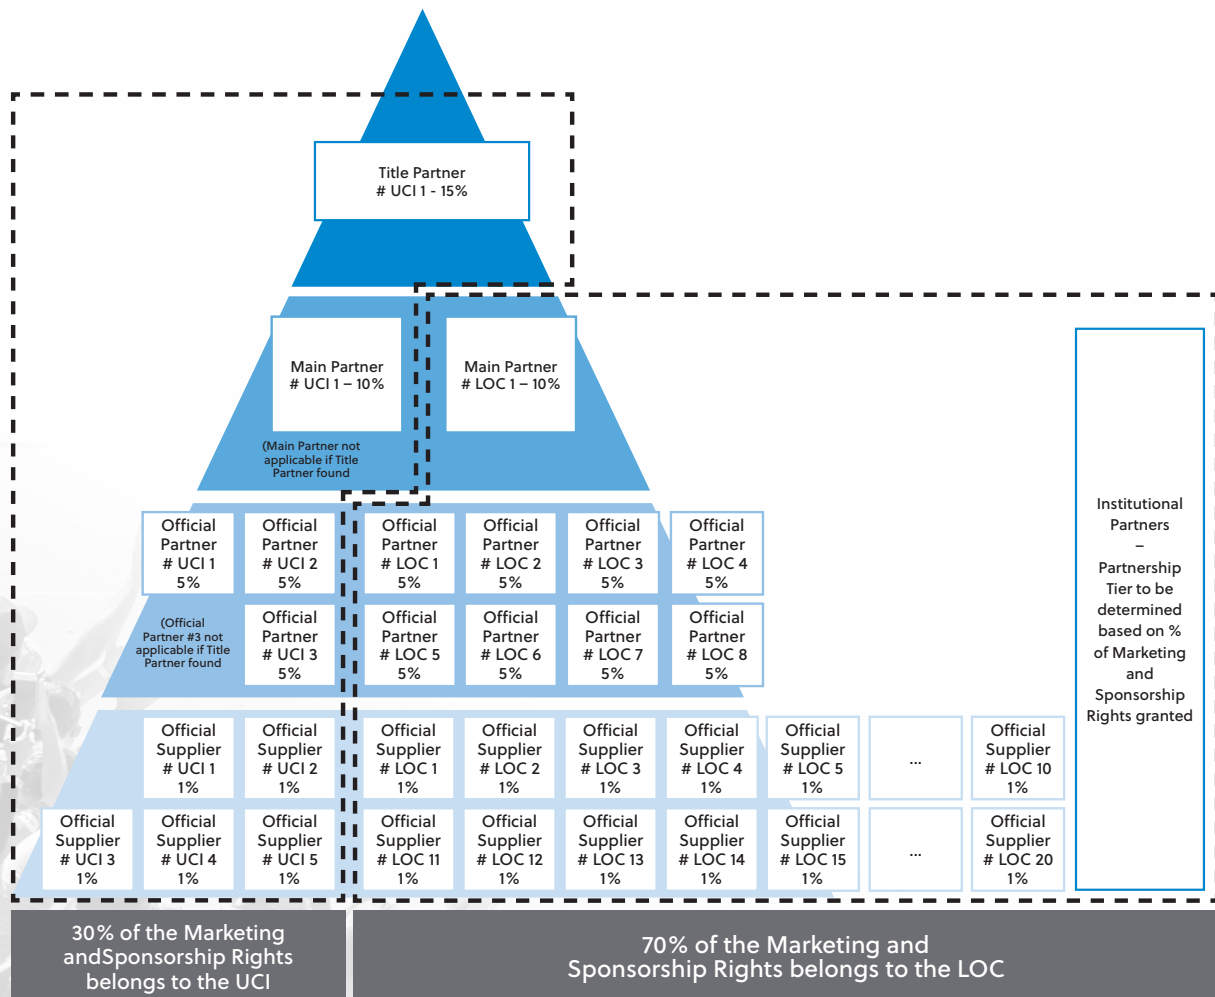 Title Partner
# UCI 1 - 15%
Main Partner
# UCI 1 – 10%
(Main Partner not
applicable if Title
Partner found
Main Partner
# LOC 1 – 10%
Official
Partner
# UCI 1
5%
Official
Partner
# UCI 2
5%
Official
Partner
# LOC 1
5%
Official
Partner
# LOC 2
5%
Official
Partner
# LOC 3
5%
Official
Partner
# LOC 4
5%
(Official
Partner #3 not
applicable if Title
Partner found
Official
Partner
# UCI 3
5%
Official
Partner
# LOC 5
5%
Official
Partner
# LOC 6
5%
Official
Partner
# LOC 7
5%
Official
Partner
# LOC 8
5%
Official
Supplier
# UCI 1
1%
Official
Supplier
# UCI 2
1%
Official
Supplier
# LOC 1
1%
Official
Supplier
# LOC 2
1%
Official
Supplier
# LOC 3
1%
Official
Supplier
# LOC 4
1%
Official
Supplier
# LOC 5
1%
...
Official
Supplier
# LOC 10
1%
Official
Supplier
# UCI 3
1%
Official
Supplier
# UCI 4
1%
Official
Supplier
# UCI 5
1%
Official
Supplier
# LOC 11
1%
Official
Supplier
# LOC 12
1%
Official
Supplier
# LOC 13
1%
Official
Supplier
# LOC 14
1%
Official
Supplier
# LOC 15
1%
...
Official
Supplier
# LOC 20
1%
Institutional
Partners
–
Partnership
Tier to be
determined
based on %
of Marketing
and
Sponsorship
Rights granted
30% of the Marketing
andSponsorship Rights
belongs to the UCI
70% of the Marketing and
Sponsorship Rights belongs to the LOC